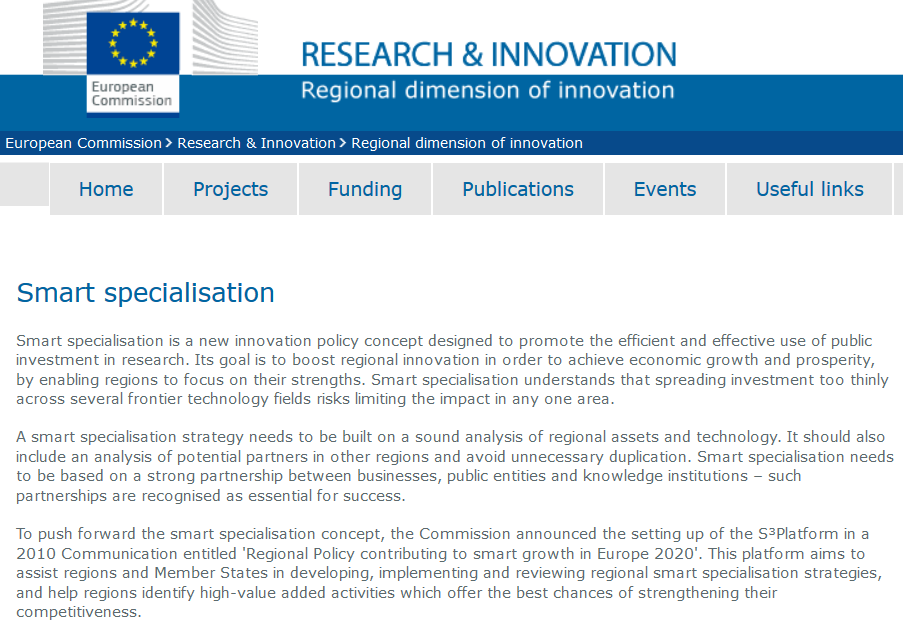 European
Commission
RESEARCH & INNOVATION
Regional dimension of innovation
European Commission > Research & Innovation > Regional dimension of innovation
Home Projects Funding Publications Events Useful links
Smart specialisation
Smart specialisation is a new innovation policy concept designed to promote the efficient and effective use of public
investment in research. Its goal is to boost regional innovation in order to achieve economic growth and prosperity,
by enabling regions to focus on their strengths. Smart specialisation understands that spreading investment too thinly
across several frontier technology fields risks limiting the impact in any one area.
A smart specialisation strategy needs to be built on a sound analysis of regional assets and technology. It should also
include an analysis of potential partners in other regions and avoid unnecessary duplication. Smart specialisation needs
to be based on a strong partnership between businesses, public entities and knowledge institutions – such
partnerships are recognised as essential for success.
To push forward the smart specialisation concept, the Commission announced the setting up of the S³Platform in a
2010 Communication entitled 'Regional Policy contributing to smart growth in Europe 2020'. This platform aims to
assist regions and Member States in developing, implementing and reviewing regional smart specialisation strategies,
and help regions identify high-value added activities which offer the best chances of strengthening their
competitiveness.